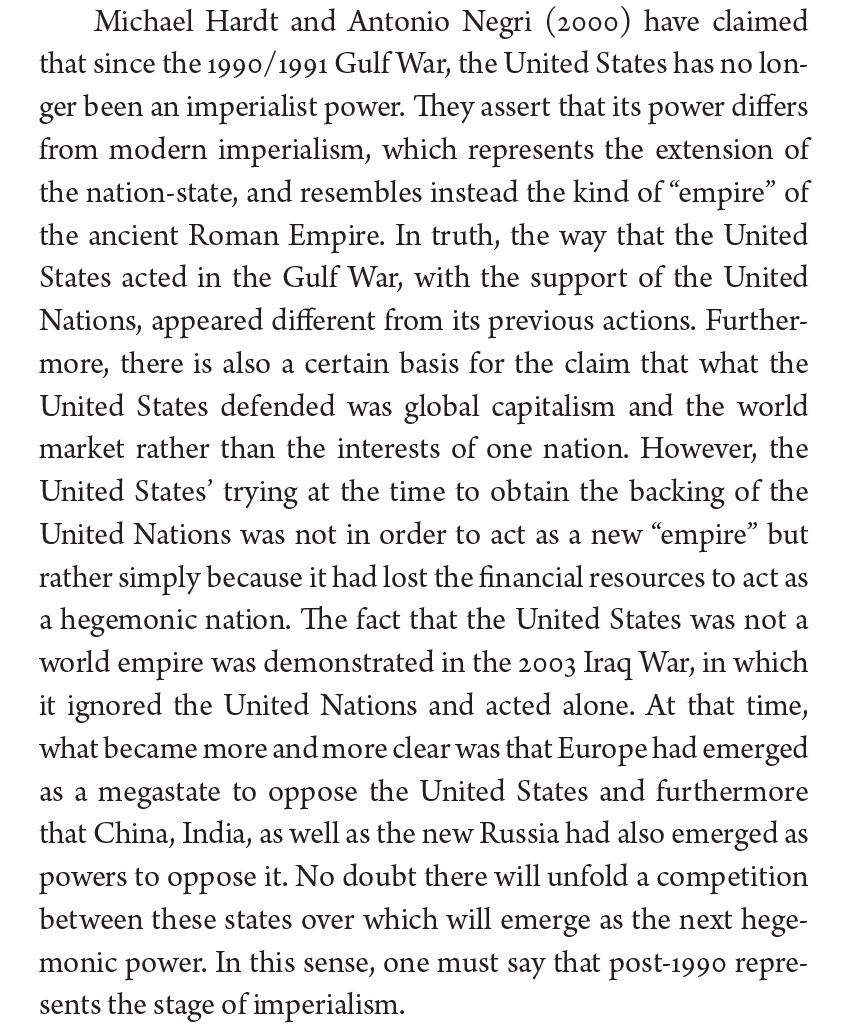 Michael Hardt and Antonio Negri (2000) have claimed
that since the 1990/1991 Gulf War, the United States has no lon-
ger been an imperialist power. They assert that its power differs
from modern imperialism, which represents the extension of
the nation-state, and resembles instead the kind of “empire” of
the ancient Roman Empire. In truth, the way that the United
States acted in the Gulf War, with the support of the United
Nations, appeared different from its previous actions. Further-
more, there is also a certain basis for the claim that what the
United States defended was global capitalism and the world
market rather than the interests of one nation. However, the
United States’ trying at the time to obtain the backing of the
United Nations was not in order to act as a new “empire” but
rather simply because it had lost the financial resources to act as
a hegemonic nation. The fact that the United States was not a
world empire was demonstrated in the 2003 Iraq War, in which
it ignored the United Nations and acted alone. At that time,
what became more and more clear was that Europe had emerged
as a megastate to oppose the United States and furthermore
that China, India, as well as the new Russia had also emerged as
powers to oppose it. No doubt there will unfold a competition
between these states over which will emerge as the next hege-
monic power. In this sense, one must say that post-1990 repre-
sents the stage of imperialism.